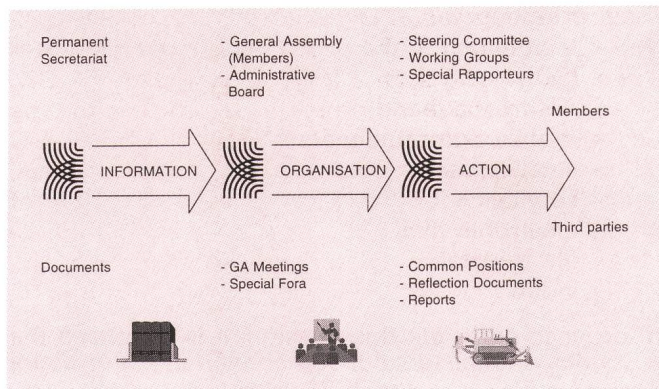 Permanent
Secretariat
- General Assembly
(Members)
- Administrative
Board
- Steering Committee
- Working Groups
- Special Rapporteurs
Members
INFORMATION
ORGANISATION
ACTION
Third parties
Documents
- GA Meetings
- Special Fora
- Common Positions
- Reflection Documents
- Reports